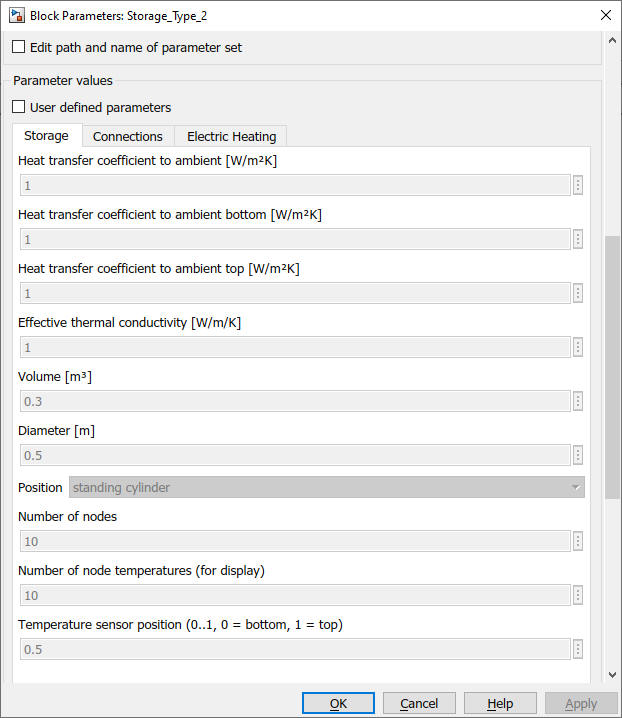 Block Parameters: Storage_Type_2
Edit path and name of parameter set
Parameter values
User defined parameters
Storage Connections Electric Heating
Heat transfer coefficient to ambient [W/m²K]
1
Heat transfer coefficient to ambient bottom [W/m²K]
1
Heat transfer coefficient to ambient top [W/m²K]
1
Effective thermal conductivity [W/m/K]
1
Volume [m³]
0.3
Diameter [m]
0.5
Position standing cylinder
Number of nodes
10
Number of node temperatures (for display)
10
Temperature sensor position (0..1, 0 = bottom, 1 = top)
0.5
OK Cancel Help Apply